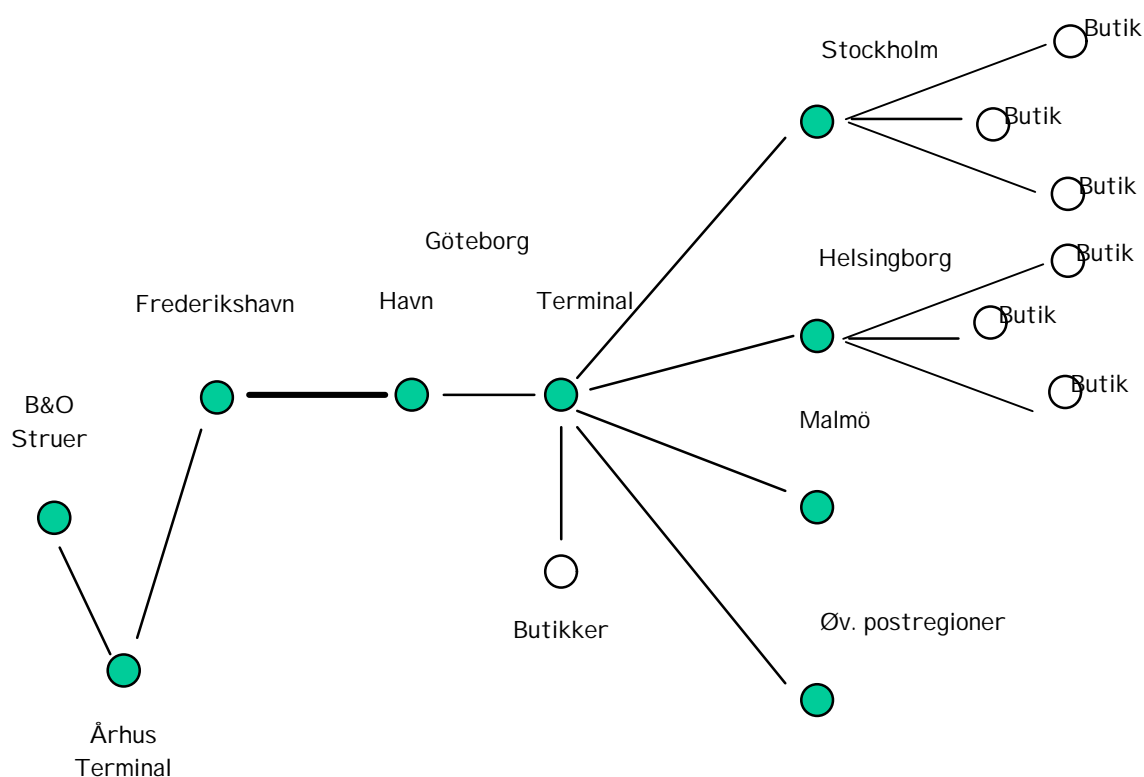 Butik
Stockholm
Butik
Butik
Göteborg
Helsingborg
Butik
Frederikshavn
Havn
Terminal
Butik
B&O
Struer
Butik
Malmö
Butikker
Øv. postregioner
Århus
Terminal